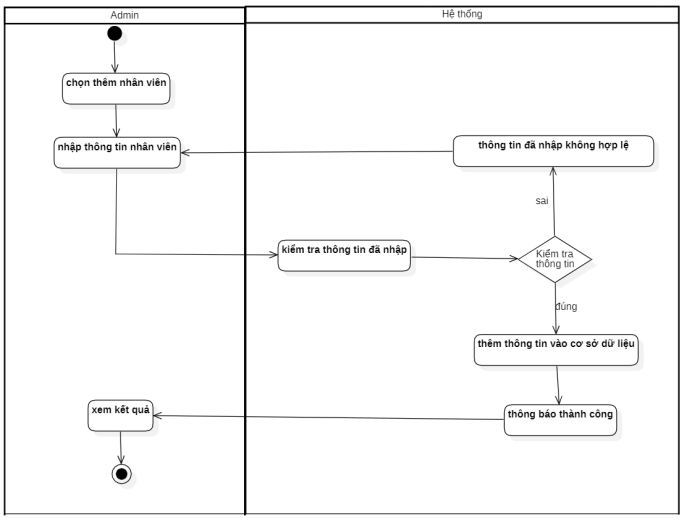 Admin
Hệ thống
chọn thêm nhân viên
nhập thông tin nhân viên
thông tin đã nhập không hợp lệ
sai
kiểm tra thông tin đã nhập
Kiểm tra
thông tin
đúng
thêm thông tin vào cơ sở dữ liệu
xem kết quả
thông báo thành công